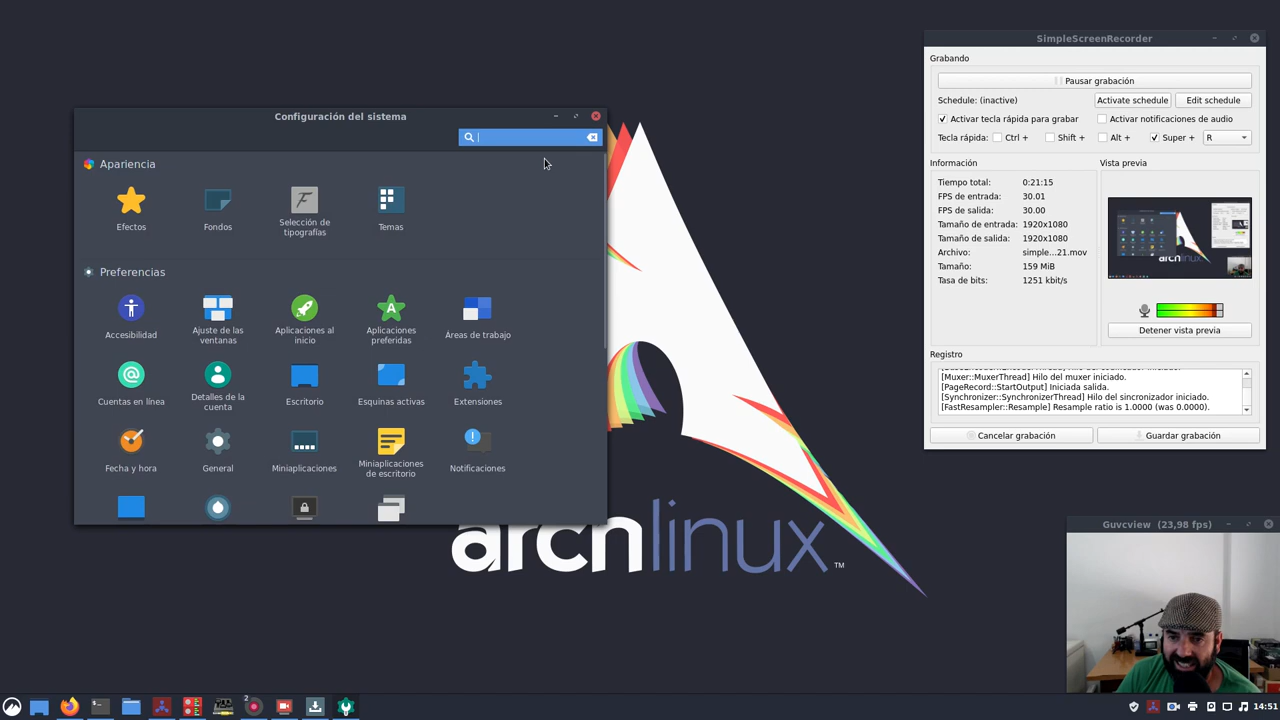 Configuración del sistema
Apariencia
Efectos
Fondos
Selección de
tipografías
Temas
Preferencias
Accesibilidad
Ajuste de las
ventanas
Aplicaciones al
inicio
Aplicaciones
preferidas
Áreas de trabajo
Cuentas en línea
Detalles de la
cuenta
Escritorio
Esquinas activas
Extensiones
Fecha y hora
General
Miniaplicaciones
Miniaplicaciones
de escritorio
Notificaciones
archlinux
TM
SimpleScreenRecorder
Grabando
Pausar grabación
Schedule: (inactive)
Activate schedule
Edit schedule
Activar tecla rápida para grabar
Activar notificaciones de audio
Tecla rápida:
Ctrl +
Shift +
Alt +
Super +
R
Información
Tiempo total: 0:21:15
FPS de entrada: 30.01
FPS de salida: 30.00
Tamaño de entrada: 1920x1080
Tamaño de salida: 1920x1080
Archivo: simple...21.mov
Tamaño: 159 MiB
Tasa de bits: 1251 kbit/s
Vista previa
Detener vista previa
Registro
[Muxer::MuxerThread] Hilo del muxer iniciado.
[PageRecord::StartOutput] Iniciada salida.
[Synchronizer::SynchronizerThread] Hilo del sincronizador iniciado.
[FastResampler::Resample] Resample ratio is 1.0000 (was 0.0000).
Cancelar grabación
Guardar grabación
Guvcview (23,98 fps)
2
14:51